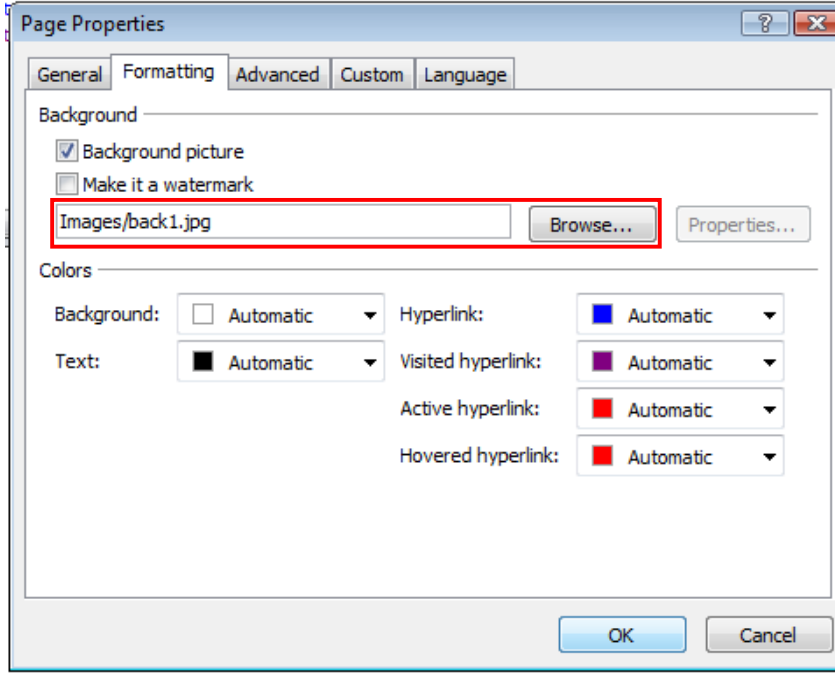 Page Properties
General Formatting Advanced Custom Language
Background
Background picture
Make it a watermark
Images/back1.jpg Browse... Properties...
Colors
Background: Automatic Hyperlink: Automatic
Text: Automatic Visited hyperlink: Automatic
Active hyperlink: Automatic
Hovered hyperlink: Automatic
OK Cancel